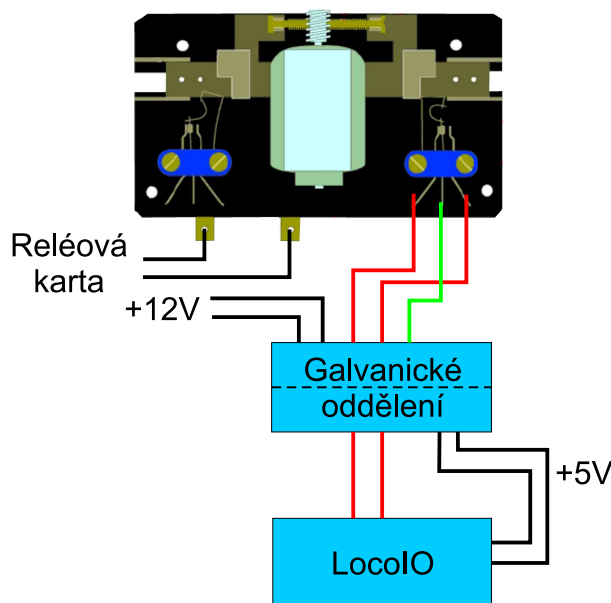 Reléová
karta
+12V
Galvanické
oddělení
+5V
LocoIO